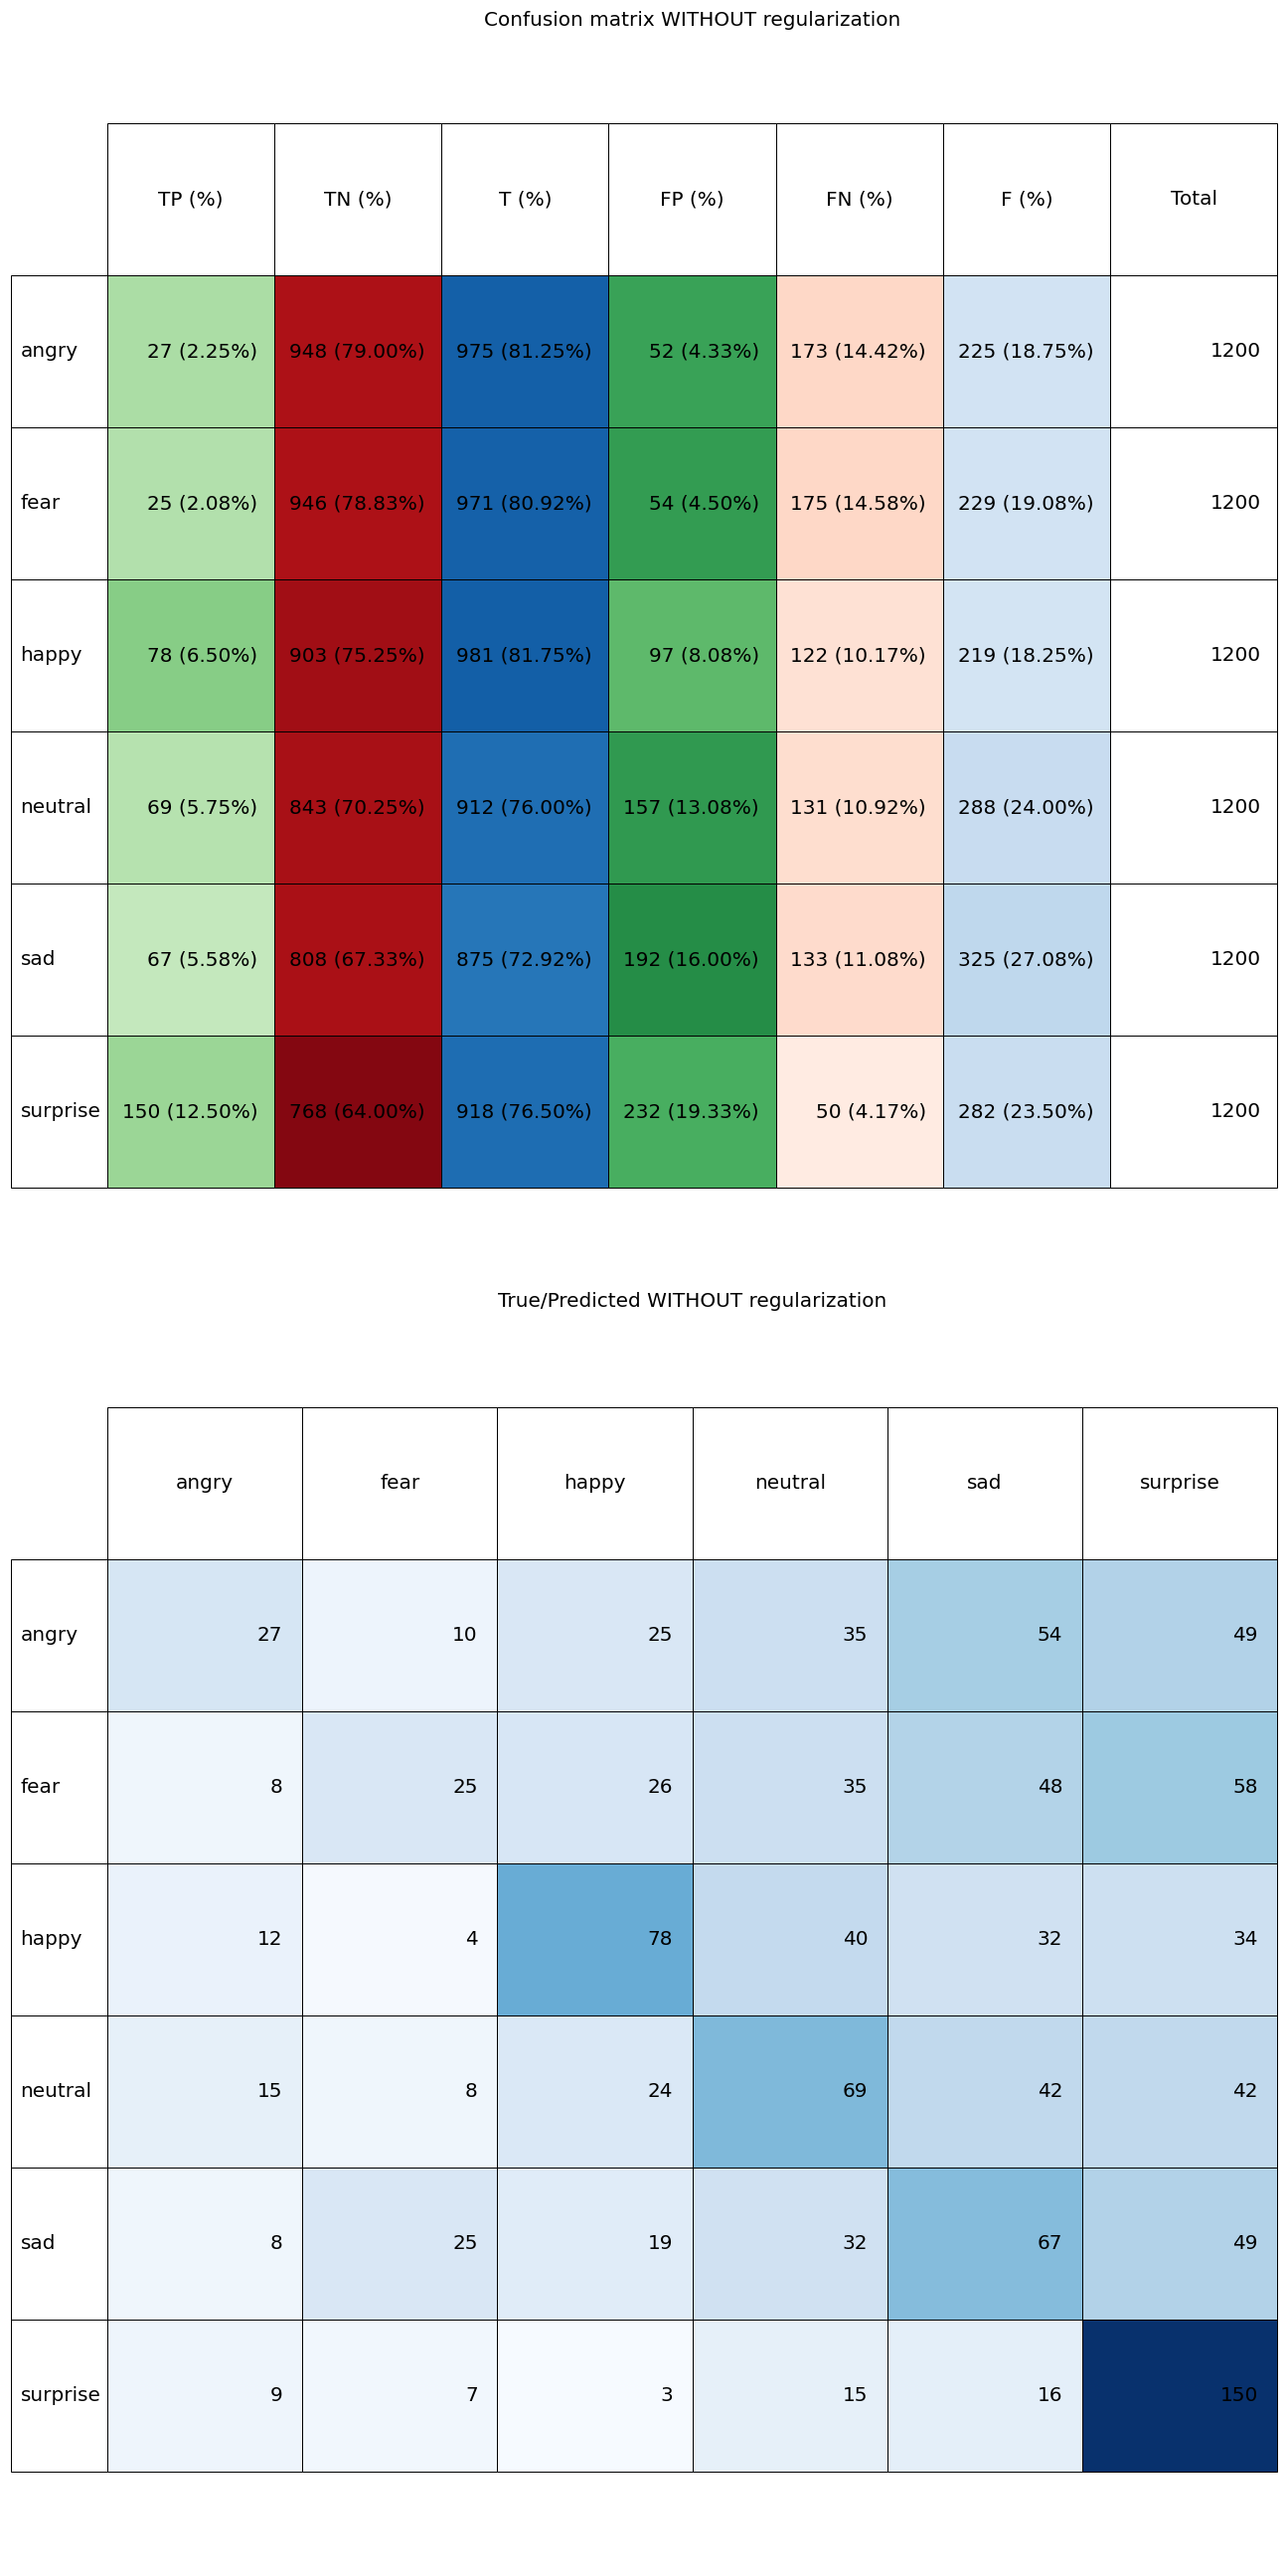 Confusion matrix WITHOUT regularization
TP (%) TN (%) T (%) FP (%) FN (%) F (%) Total
angry 27 (2.25%) 948 (79.00%) 975 (81.25%) 52 (4.33%) 173 (14.42%) 225 (18.75%) 1200
fear 25 (2.08%) 946 (78.83%) 971 (80.92%) 54 (4.50%) 175 (14.58%) 229 (19.08%) 1200
happy 78 (6.50%) 903 (75.25%) 981 (81.75%) 97 (8.08%) 122 (10.17%) 219 (18.25%) 1200
neutral 69 (5.75%) 843 (70.25%) 912 (76.00%) 157 (13.08%) 131 (10.92%) 288 (24.00%) 1200
sad 67 (5.58%) 808 (67.33%) 875 (72.92%) 192 (16.00%) 133 (11.08%) 325 (27.08%) 1200
surprise 150 (12.50%) 768 (64.00%) 918 (76.50%) 232 (19.33%) 50 (4.17%) 282 (23.50%) 1200
True/Predicted WITHOUT regularization
angry fear happy neutral sad surprise
angry 27 10 25 35 54 49
fear 8 25 26 35 48 58
happy 12 4 78 40 32 34
neutral 15 8 24 69 42 42
sad 8 25 19 32 67 49
surprise 9 7 3 15 16 150